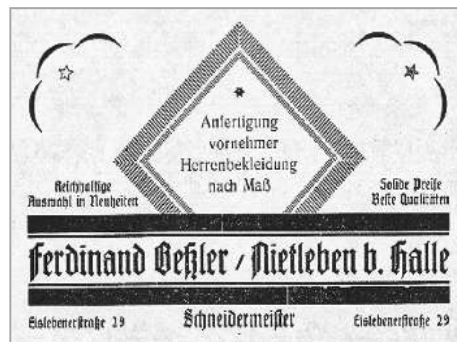 Anfertigung
vornehmer
Herrenbekleidung
nach Maß
Reichhaltige
Auswahl in Neuheiten
Solide Preise
Beste Qualitäten
Ferdinand Beßler / Nietleben b. Halle
Eislebenerstraße 29
Schneidermeister
Eislebenerstraße 29